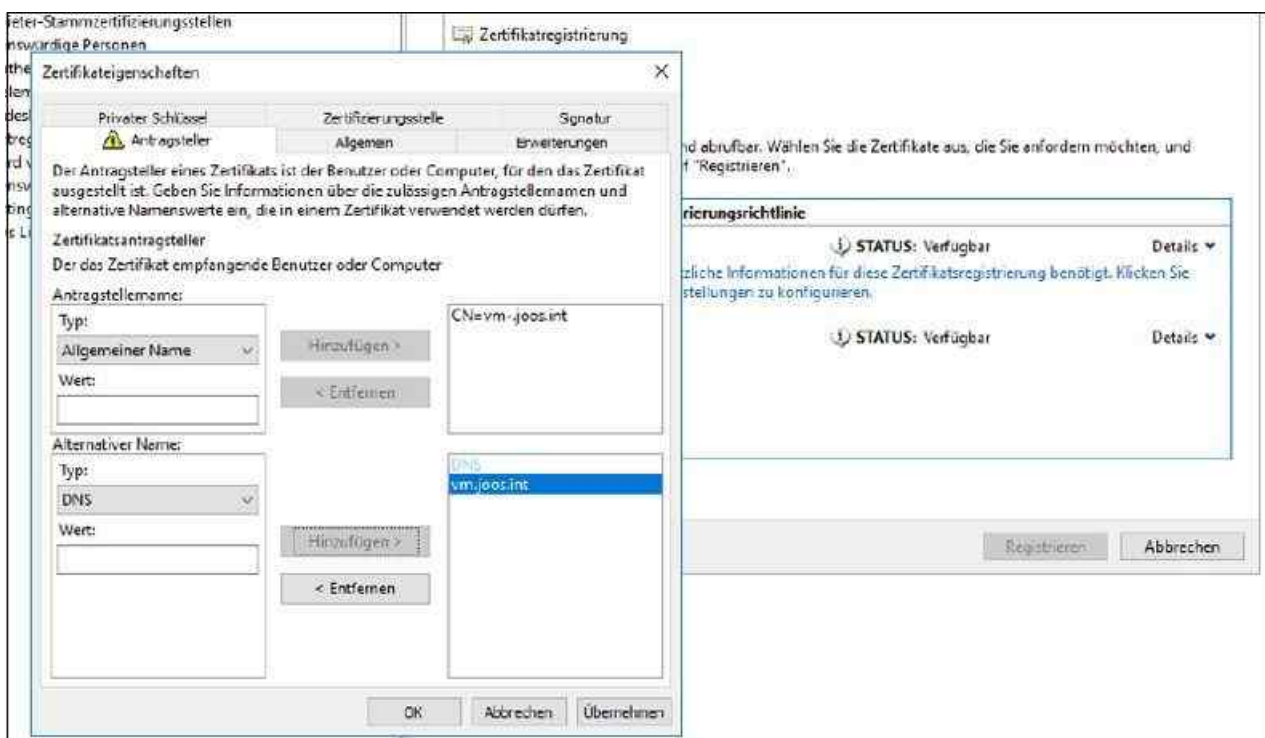 ieter-Stammzertifizierungsstellen
nswürdige Personen
Zertifikatregistrierung
Zertifikateigenschaften
Privater Schlüssel
Zertifizierungsstelle
Signatur
Antragsteller
Allgemein
Erweiterungen
Der Antragsteller eines Zertifikats ist der Benutzer oder Computer, für den das Zertifikat
ausgestellt ist. Geben Sie Informationen über die zulässigen Antragstellernamen und
alternative Namenswerte ein, die in einem Zertifikat verwendet werden dürfen.
Zertifikatsantragsteller
Der das Zertifikat empfangende Benutzer oder Computer
Antragstellername:
Typ:
Allgemeiner Name
Wert:
Hinzufügen >
< Entfernen
CN=vm-.joos.int
Alternativer Name:
Typ:
DNS
Wert:
Hinzufügen >
< Entfernen
DNS
vm.joos.int
OK
Abbrechen
Übernehmen
nd abrufbar. Wählen Sie die Zertifikate aus, die Sie anfordern möchten, und
f "Registrieren".
rierungsrichtlinie
STATUS: Verfügbar
Details
zliche Informationen für diese Zertifikatsregistrierung benötigt. Klicken Sie
stellungen zu konfigurieren.
STATUS: Verfügbar
Details
Registrieren
Abbrechen